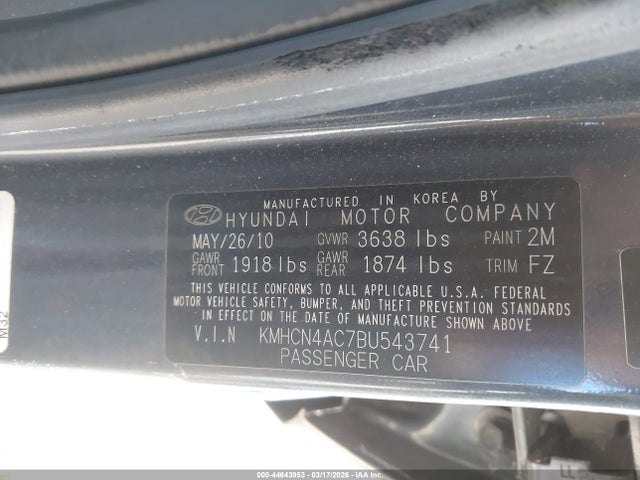 MANUFACTURED IN KOREA BY
HYUNDAI MOTOR COMPANY
MAY/26/10 GVWR 3638 lbs PAINT 2M
GAWR FRONT 1918 lbs GAWR REAR 1874 lbs TRIM FZ
THIS VEHICLE CONFORMS TO ALL APPLICABLE U.S.A. FEDERAL
MOTOR VEHICLE SAFETY, BUMPER, AND THEFT PREVENTION STANDARDS
IN EFFECT ON THE DATE OF MANUFACTURE SHOWN ABOVE
V.I.N KMHCN4AC7BU543741
PASSENGER CAR
M32
000-44643953 - 03/17/2026 - IAA Inc.